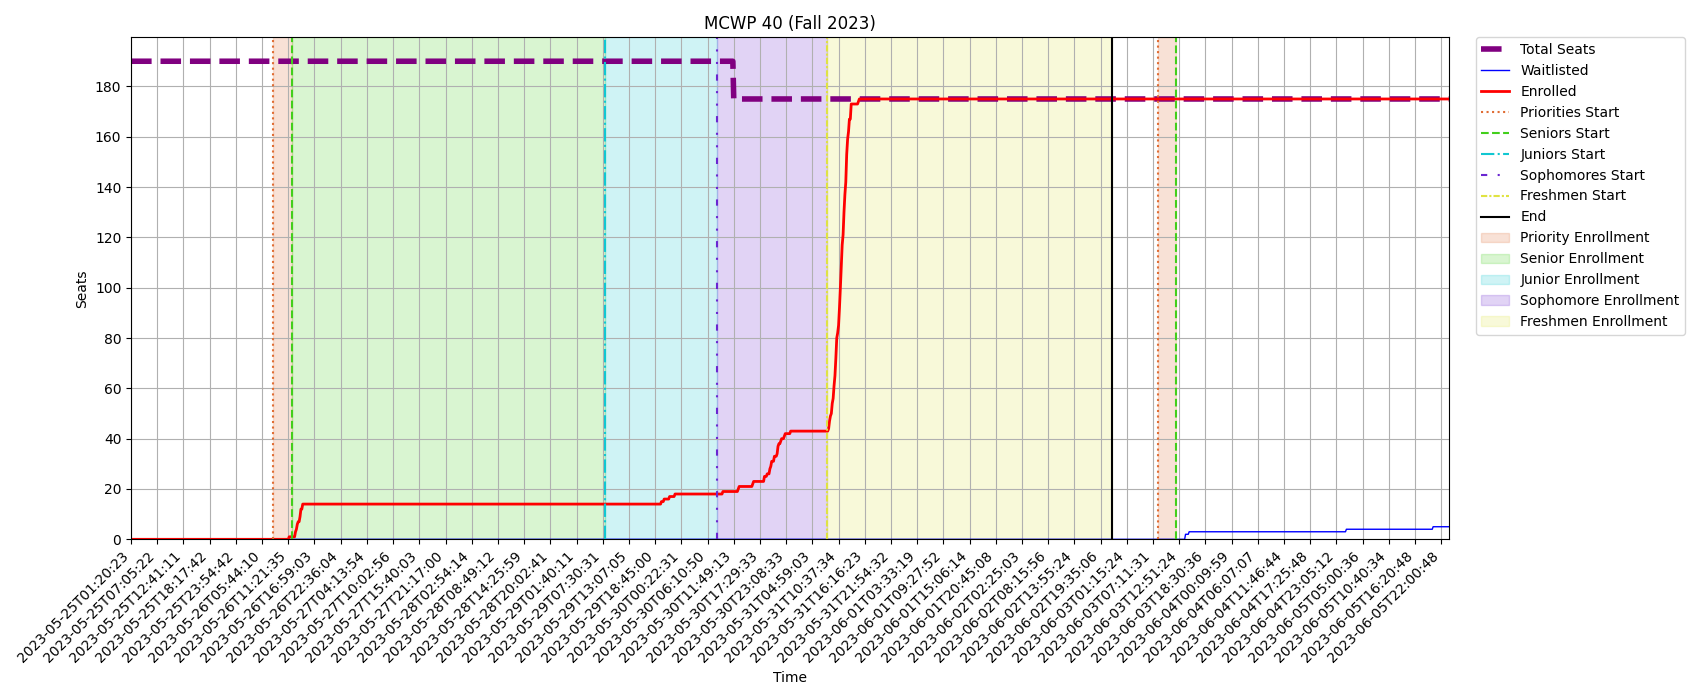 MCWP 40 (Fall 2023)
Seats
180
160
140
120
100
80
60
40
20
0
2023-05-25T01:20:23
2023-05-25T07:05:22
2023-05-25T12:41:11
2023-05-25T18:17:42
2023-05-25T23:54:42
2023-05-26T05:44:10
2023-05-26T11:21:35
2023-05-26T16:59:03
2023-05-26T22:36:04
2023-05-27T04:13:54
2023-05-27T10:02:56
2023-05-27T15:40:03
2023-05-27T21:17:00
2023-05-28T02:54:14
2023-05-28T08:49:12
2023-05-28T14:25:59
2023-05-28T20:02:41
2023-05-29T01:40:11
2023-05-29T07:30:31
2023-05-29T13:07:05
2023-05-29T18:45:00
2023-05-30T00:22:31
2023-05-30T06:10:50
2023-05-30T11:49:13
2023-05-30T17:29:33
2023-05-30T23:08:33
2023-05-31T04:59:03
2023-05-31T10:37:34
2023-05-31T16:16:23
2023-05-31T21:54:32
2023-06-01T03:33:19
2023-06-01T09:27:52
2023-06-01T15:06:14
2023-06-01T20:45:08
2023-06-02T02:25:03
2023-06-02T08:15:56
2023-06-02T13:55:24
2023-06-02T19:35:06
2023-06-03T01:15:24
2023-06-03T07:11:31
2023-06-03T12:51:24
2023-06-03T18:30:36
2023-06-04T00:09:59
2023-06-04T06:07:07
2023-06-04T11:46:44
2023-06-04T17:25:48
2023-06-04T23:05:12
2023-06-05T05:00:36
2023-06-05T10:40:34
2023-06-05T16:20:48
2023-06-05T22:00:48
Time
Total Seats
Waitlisted
Enrolled
Priorities Start
Seniors Start
Juniors Start
Sophomores Start
Freshmen Start
End
Priority Enrollment
Senior Enrollment
Junior Enrollment
Sophomore Enrollment
Freshmen Enrollment